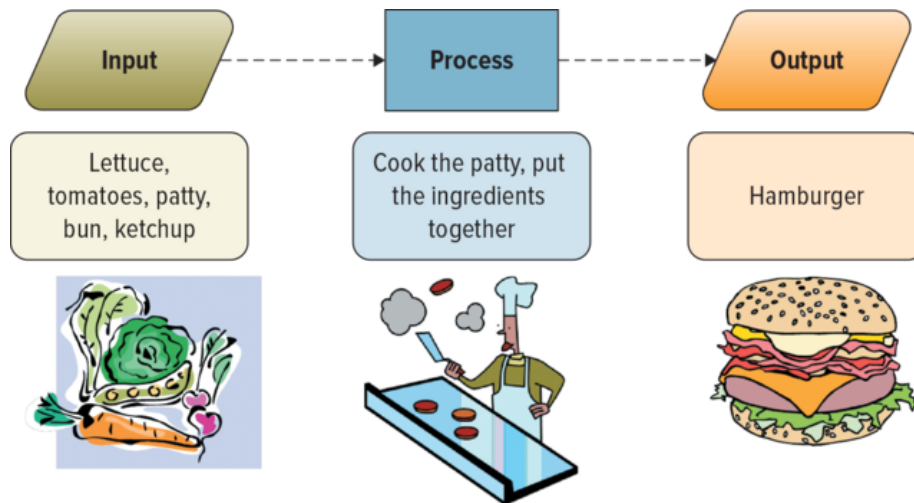 Input
Process
Output
Lettuce,
tomatoes, patty,
bun, ketchup
Cook the patty, put
the ingredients
together
Hamburger